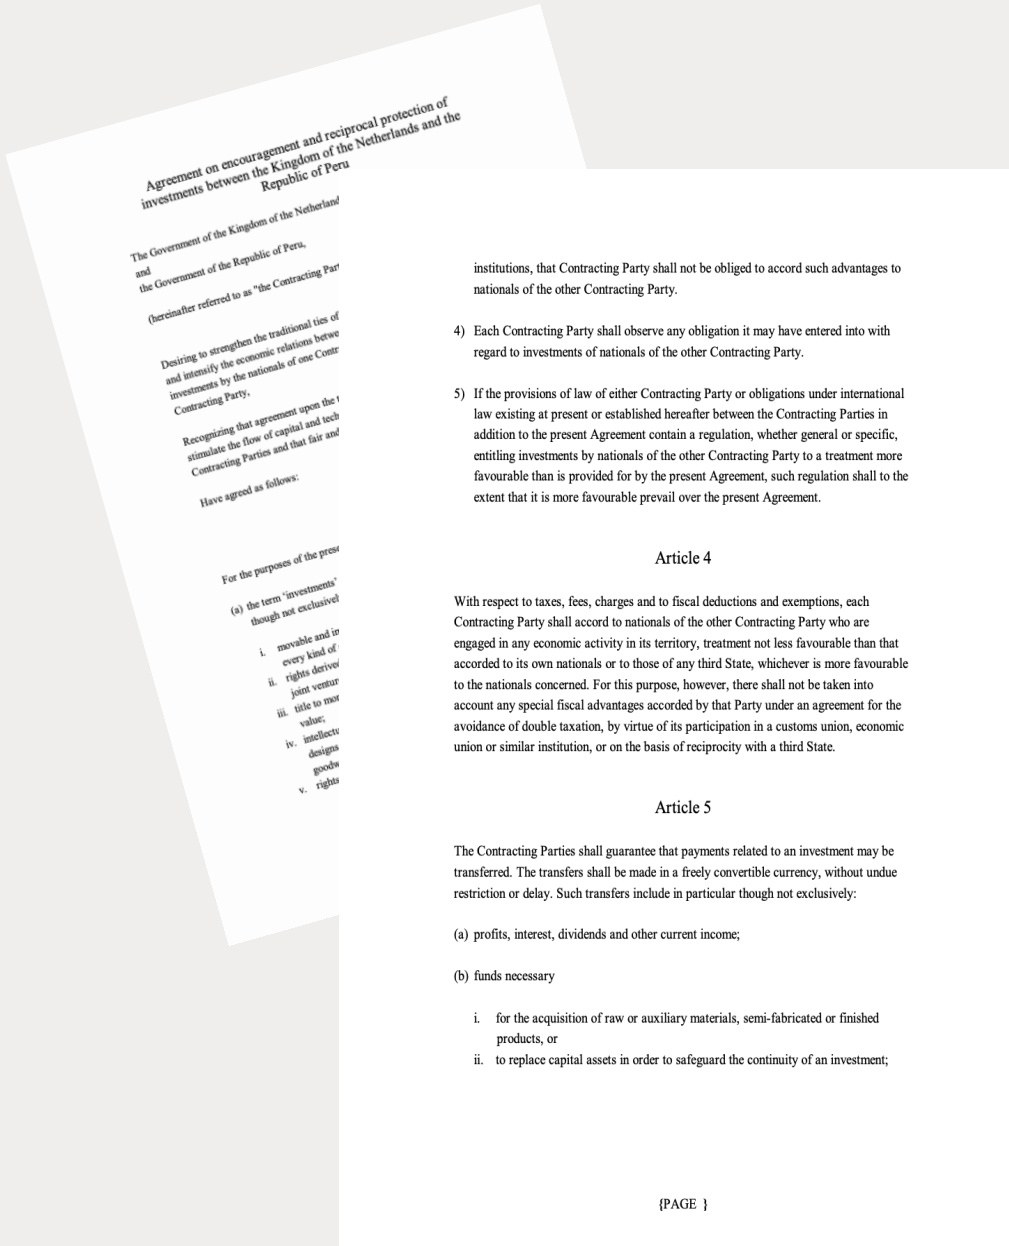 Agreement on encouragement and reciprocal protection of
investments between the Kingdom of the Netherlands and the
Republic of Peru
The Government of the Kingdom of the
and
the Government of the Republic of Peru,
(hereinafter referred to as "the Contracting
Desiring to strengthen the traditional ties of
and intensify the economic relations
investments by the nationals of one
Contracting Party,
Recognizing that agreement upon the
stimulate the flow of capital and
Contracting Parties and that fair and
Have agreed as follows:
For the purposes of the
(a) the term "investments"
though not
i. movable and
every kind of
ii. rights
joint
iii. title to
value;
iv.
designs
v. rights
institutions, that Contracting Party shall not be obliged to accord such advantages to
nationals of the other Contracting Party.
4) Each Contracting Party shall observe any obligation it may have entered into with
regard to investments of nationals of the other Contracting Party.
5) If the provisions of law of either Contracting Party or obligations under international
law existing at present or established hereafter between the Contracting Parties in
addition to the present Agreement contain a regulation, whether general or specific,
entitling investments by nationals of the other Contracting Party to a treatment more
favourable than is provided for by the present Agreement, such regulation shall to the
extent that it is more favourable prevail over the present Agreement.
Article 4
With respect to taxes, fees, charges and to fiscal deductions and exemptions, each
Contracting Party shall accord to nationals of the other Contracting Party who are
engaged in any economic activity in its territory, treatment not less favourable than that
accorded to its own nationals or to those of any third State, whichever is more favourable
to the nationals concerned. For this purpose, however, there shall not be taken into
account any special fiscal advantages accorded by that Party under an agreement for the
avoidance of double taxation, by virtue of its participation in a customs union, economic
union or similar institution, or on the basis of reciprocity with a third State.
Article 5
The Contracting Parties shall guarantee that payments related to an investment may be
transferred. The transfers shall be made in a freely convertible currency, without undue
restriction or delay. Such transfers include in particular though not exclusively:
(a) profits, interest, dividends and other current income;
(b) funds necessary
i. for the acquisition of raw or auxiliary materials, semi-fabricated or finished
products, or
ii. to replace capital assets in order to safeguard the continuity of an investment;
{PAGE }